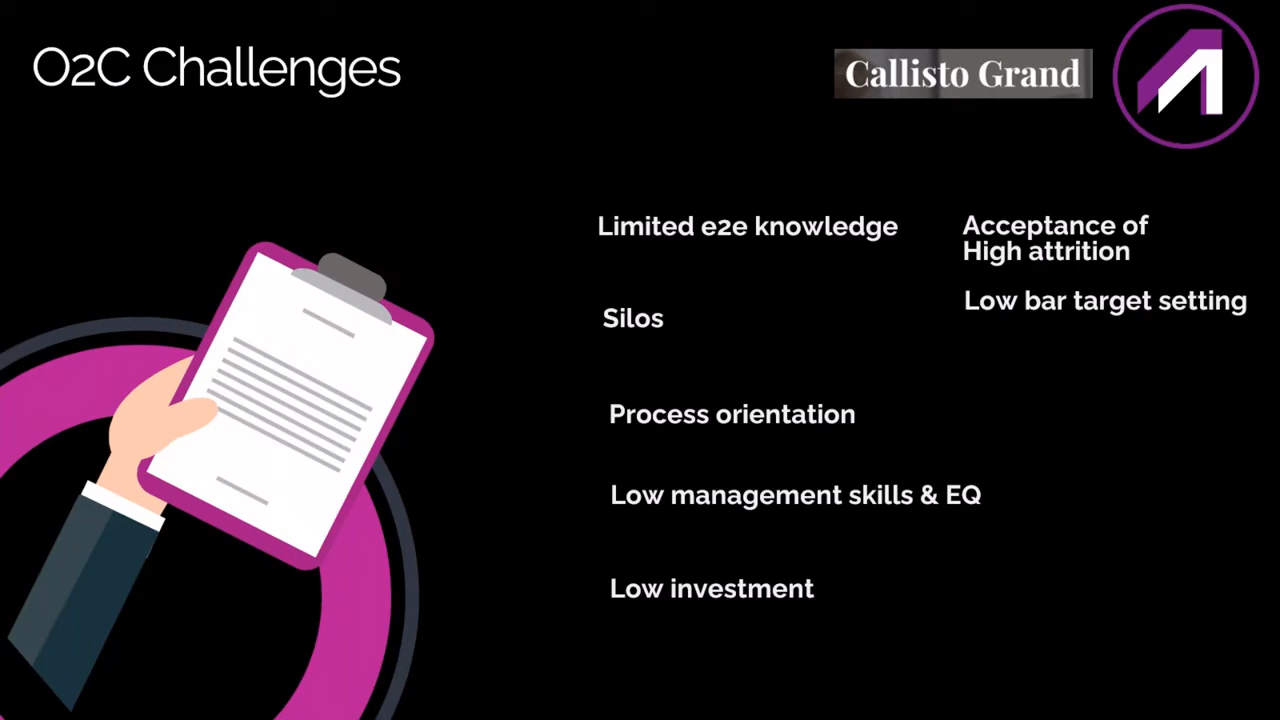 O2C Challenges
Callisto Grand
Limited e2e knowledge
Acceptance of
High attrition
Low bar target setting
Silos
Process orientation
Low management skills & EQ
Low investment